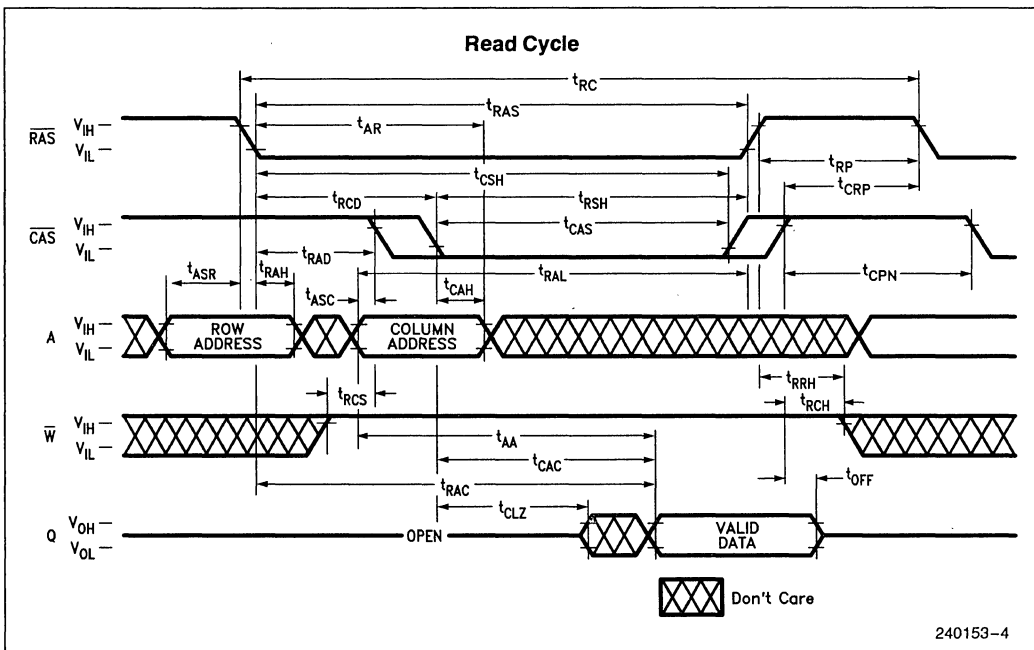 Read Cycle
tRC
tRAS
tAR
RAS
VIH
VIL
tRP
tCSH
tCRP
tRCD
tRSH
CAS
VIH
VIL
tCAS
tRAD
tCPN
tASR
tRAH
tRAL
tASC
tCAH
A
VIH
VIL
ROW
ADDRESS
COLUMN
ADDRESS
tRRH
tRCS
tRCH
W
VIH
VIL
tAA
tCAC
tRAC
tOFF
tCLZ
Q
VOH
VOL
OPEN
VALID
DATA
Don't Care
240153-4